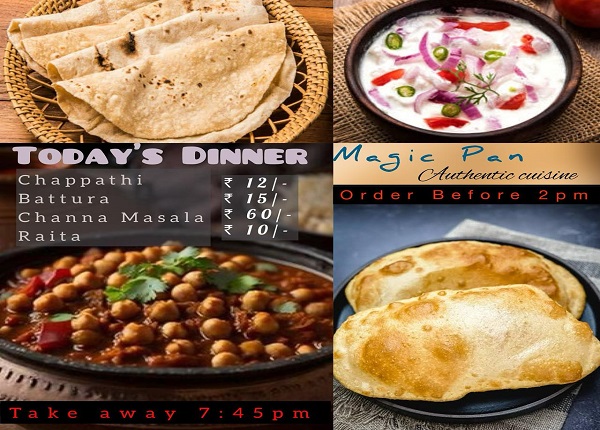 Today's Dinner
Chappathi ₹ 12/-
Battura ₹ 15/-
Channa Masala ₹ 60/-
Raita ₹ 10/-
Magic Pan
Authentic cuisine
Order Before 2pm
Take away 7:45pm